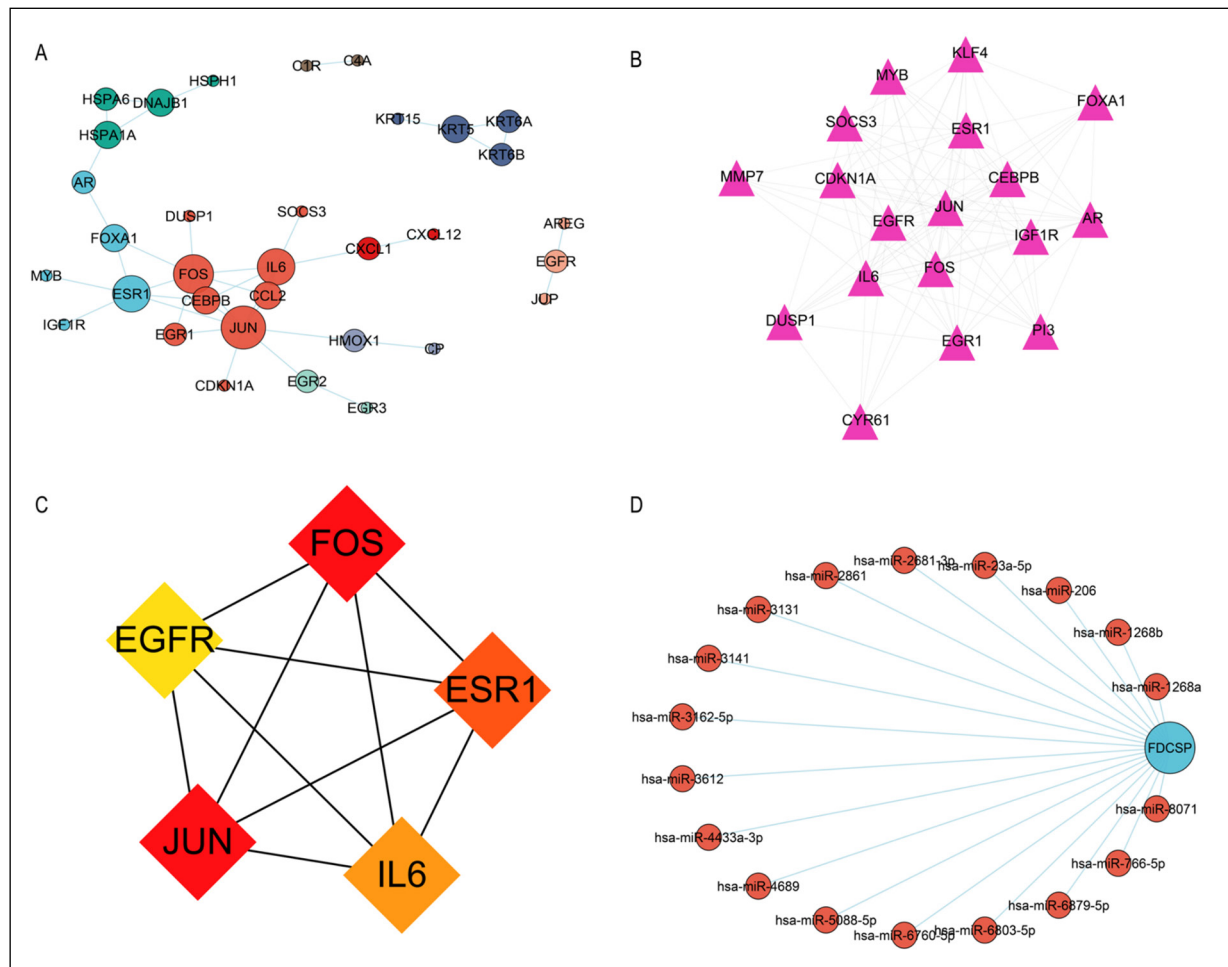 A
HSPH1
HSPA6
DNAJB1
HSPA1A
AR
C1R
C4A
KRT15
KRT5
KRT6A
KRT6B
DUSP1
SOCS3
CXCL12
CXCL1
FOXA1
FOS
IL6
MYB
ESR1
CEBPB
CCL2
IGF1R
EGR1
JUN
HMOX1
CP
CDKN1A
EGR2
EGR3
AREG
EGFR
JUP
B
KLF4
MYB
FOXA1
SOCS3
ESR1
MMP7
CDKN1A
CEBPB
JUN
EGFR
AR
IGF1R
IL6
FOS
DUSP1
EGR1
PI3
CYR61
C
FOS
EGFR
ESR1
JUN
IL6
D
hsa-miR-2681-3p
hsa-miR-23a-5p
hsa-miR-2861
hsa-miR-206
hsa-miR-3131
hsa-miR-1268b
hsa-miR-3141
hsa-miR-1268a
hsa-miR-3162-5p
FDCSP
hsa-miR-3612
hsa-miR-8071
hsa-miR-4433a-3p
hsa-miR-766-5p
hsa-miR-4689
hsa-miR-6879-5p
hsa-miR-5088-5p
hsa-miR-6760-5p
hsa-miR-6803-5p